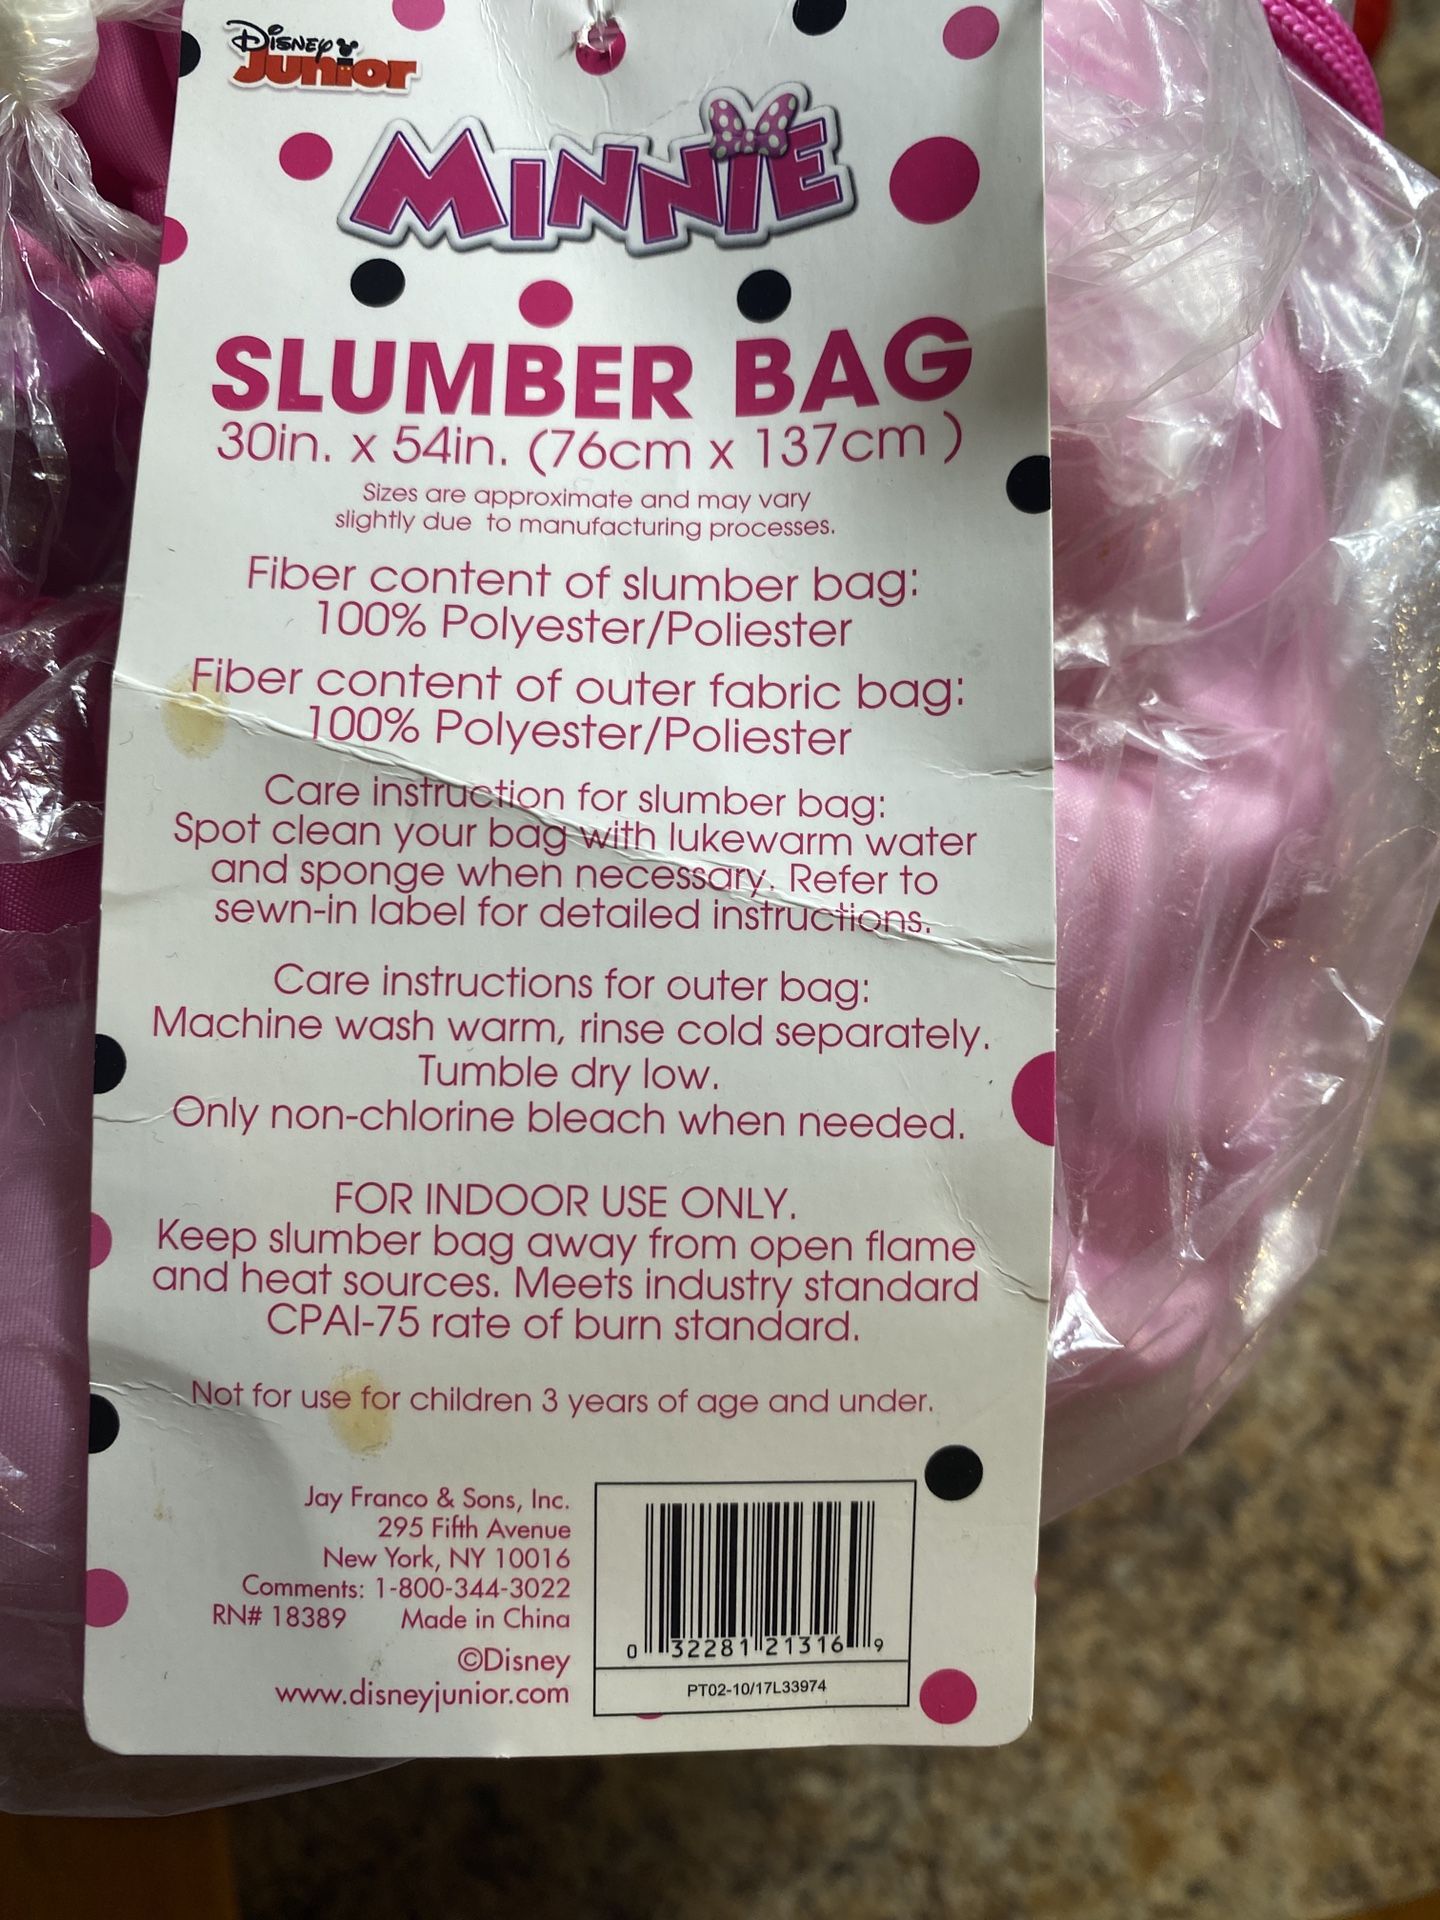 Disney
Junior
MINNIE
SLUMBER BAG
30in. x 54in. (76cm x 137cm )
Sizes are approximate and may vary
slightly due to manufacturing processes.
Fiber content of slumber bag:
100% Polyester/Poliester
Fiber content of outer fabric bag:
100% Polyester/Poliester
Care instruction for slumber bag:
Spot clean your bag with lukewarm water
and sponge when necessary. Refer to
sewn-in label for detailed instructions.
Care instructions for outer bag:
Machine wash warm, rinse cold separately.
Tumble dry low.
Only non-chlorine bleach when needed.
FOR INDOOR USE ONLY.
Keep slumber bag away from open flame
and heat sources. Meets industry standard
CPAI-75 rate of burn standard.
Not for use for children 3 years of age and under.
Jay Franco & Sons, Inc.
295 Fifth Avenue
New York, NY 10016
Comments: 1-800-344-3022
RN# 18389 Made in China
©Disney
www.disneyjunior.com
0 32281 21316 9
PT02-10/17L33974